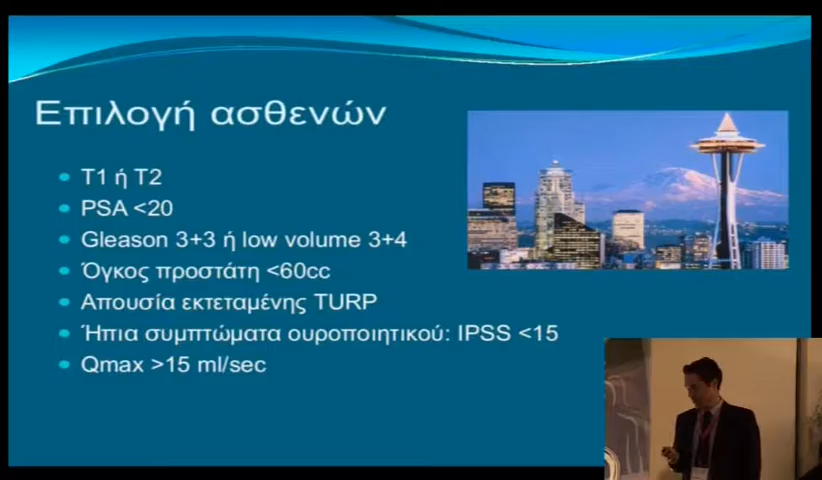 Επιλογή ασθενών
T1 ή T2
PSA <20
Gleason 3+3 ή low volume 3+4
Όγκος προστάτη <60cc
Απουσία εκτεταμένης TURP
Ήπια συμπτώματα ουροποιητικού: IPSS <15
Qmax >15 ml/sec